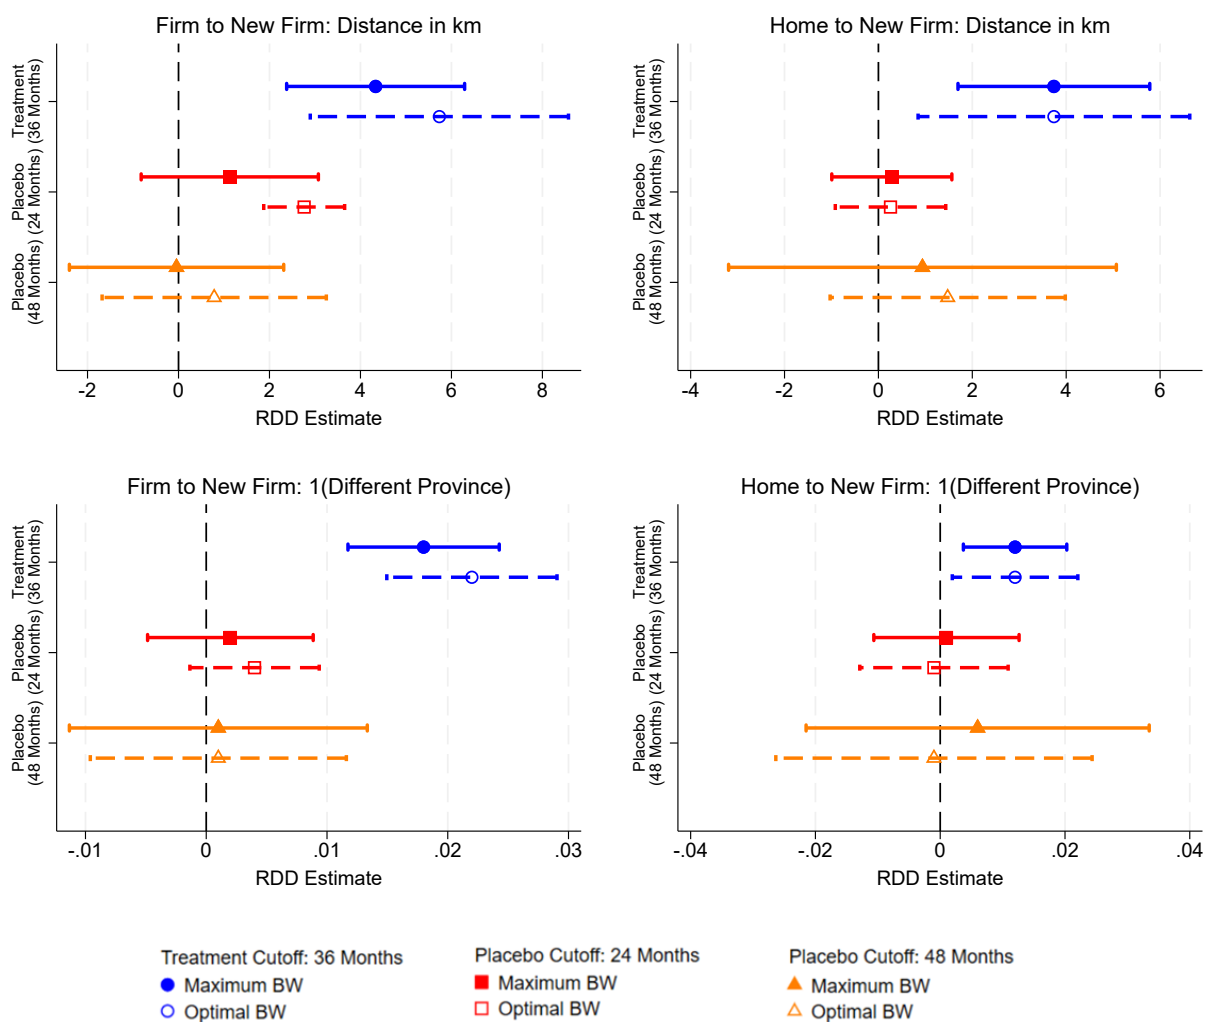 Firm to New Firm: Distance in km
Treatment
(36 Months)
Placebo
(24 Months)
Placebo
(48 Months)
-2 0 2 4 6 8
RDD Estimate
Home to New Firm: Distance in km
Treatment
(36 Months)
Placebo
(24 Months)
Placebo
(48 Months)
-4 -2 0 2 4 6
RDD Estimate
Firm to New Firm: 1(Different Province)
Treatment
(36 Months)
Placebo
(24 Months)
Placebo
(48 Months)
-.01 0 .01 .02 .03
RDD Estimate
Home to New Firm: 1(Different Province)
Treatment
(36 Months)
Placebo
(24 Months)
Placebo
(48 Months)
-.04 -.02 0 .02 .04
RDD Estimate
Treatment Cutoff: 36 Months
Maximum BW
Optimal BW
Placebo Cutoff: 24 Months
Maximum BW
Optimal BW
Placebo Cutoff: 48 Months
Maximum BW
Optimal BW